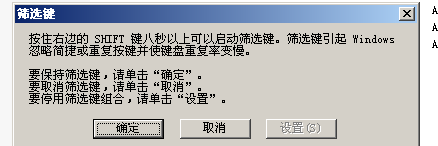 筛选键
按住右边的 SHIFT 键八秒以上可以启动筛选键。筛选键引起 Windows
忽略简捷或重复按键并使键盘重复率变慢。
要保持筛选键，请单击“确定”。
要取消筛选键，请单击“取消”。
要停用筛选键组合，请单击“设置”。
确定 取消 设置(S)
A
A
A